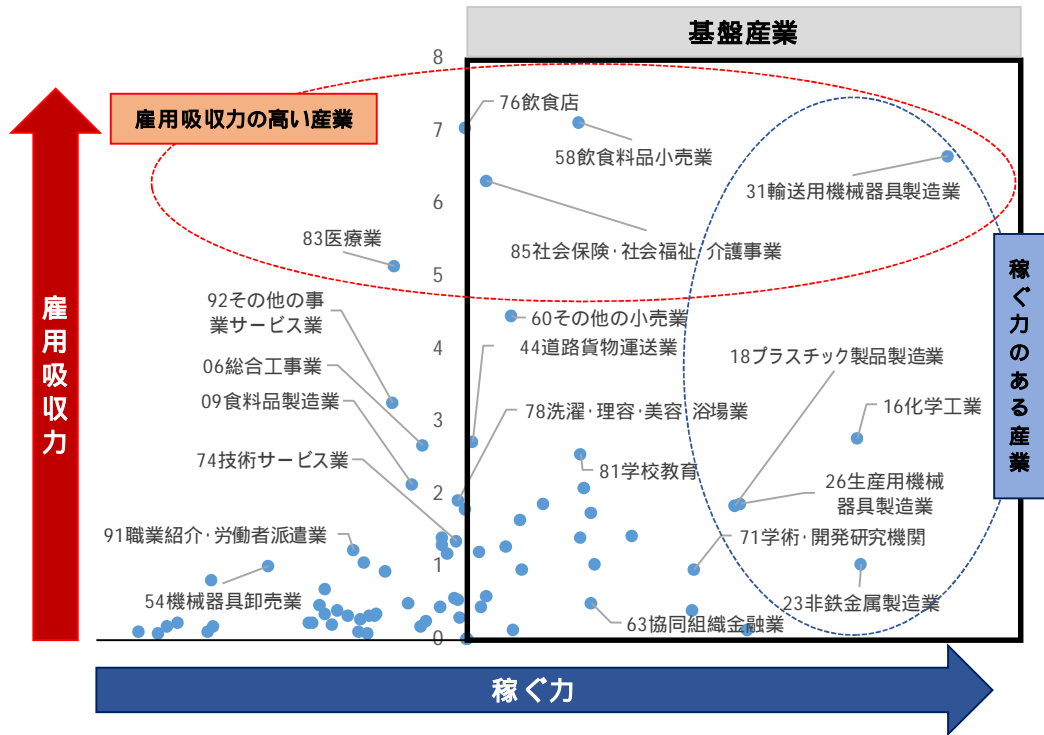 基盤産業
8
雇用吸収力の高い産業
76飲食店
7
58飲食料品小売業
31輸送用機械器具製造業
6
83医療業
85社会保険・社会福祉・介護事業
5
92その他の事
業サービス業
60その他の小売業
4
44道路貨物運送業
18プラスチック製品製造業
06総合工事業
09食料品製造業
3
78洗濯・理容・美容・浴場業
16化学工業
74技術サービス業
81学校教育
2
26生産用機械
器具製造業
91職業紹介・労働者派遣業
71学術・開発研究機関
1
54機械器具卸売業
23非鉄金属製造業
63協同組織金融業
0
雇用吸収力
稼ぐ力のある産業
稼ぐ力